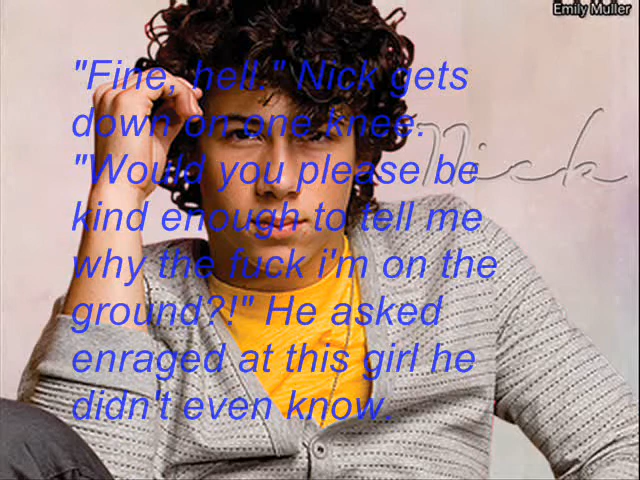 Emily Muller
"Fine, hell." Nick gets
down on one knee.
"Would you please be
kind enough to tell me
why the fuck i'm on the
ground?!" He asked
enraged at this girl he
didn't even know.
Nick